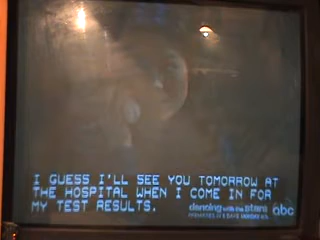 I GUESS I'LL SEE YOU TOMORROW AT
THE HOSPITAL WHEN I COME IN FOR
MY TEST RESULTS.
dancing with the stars abc